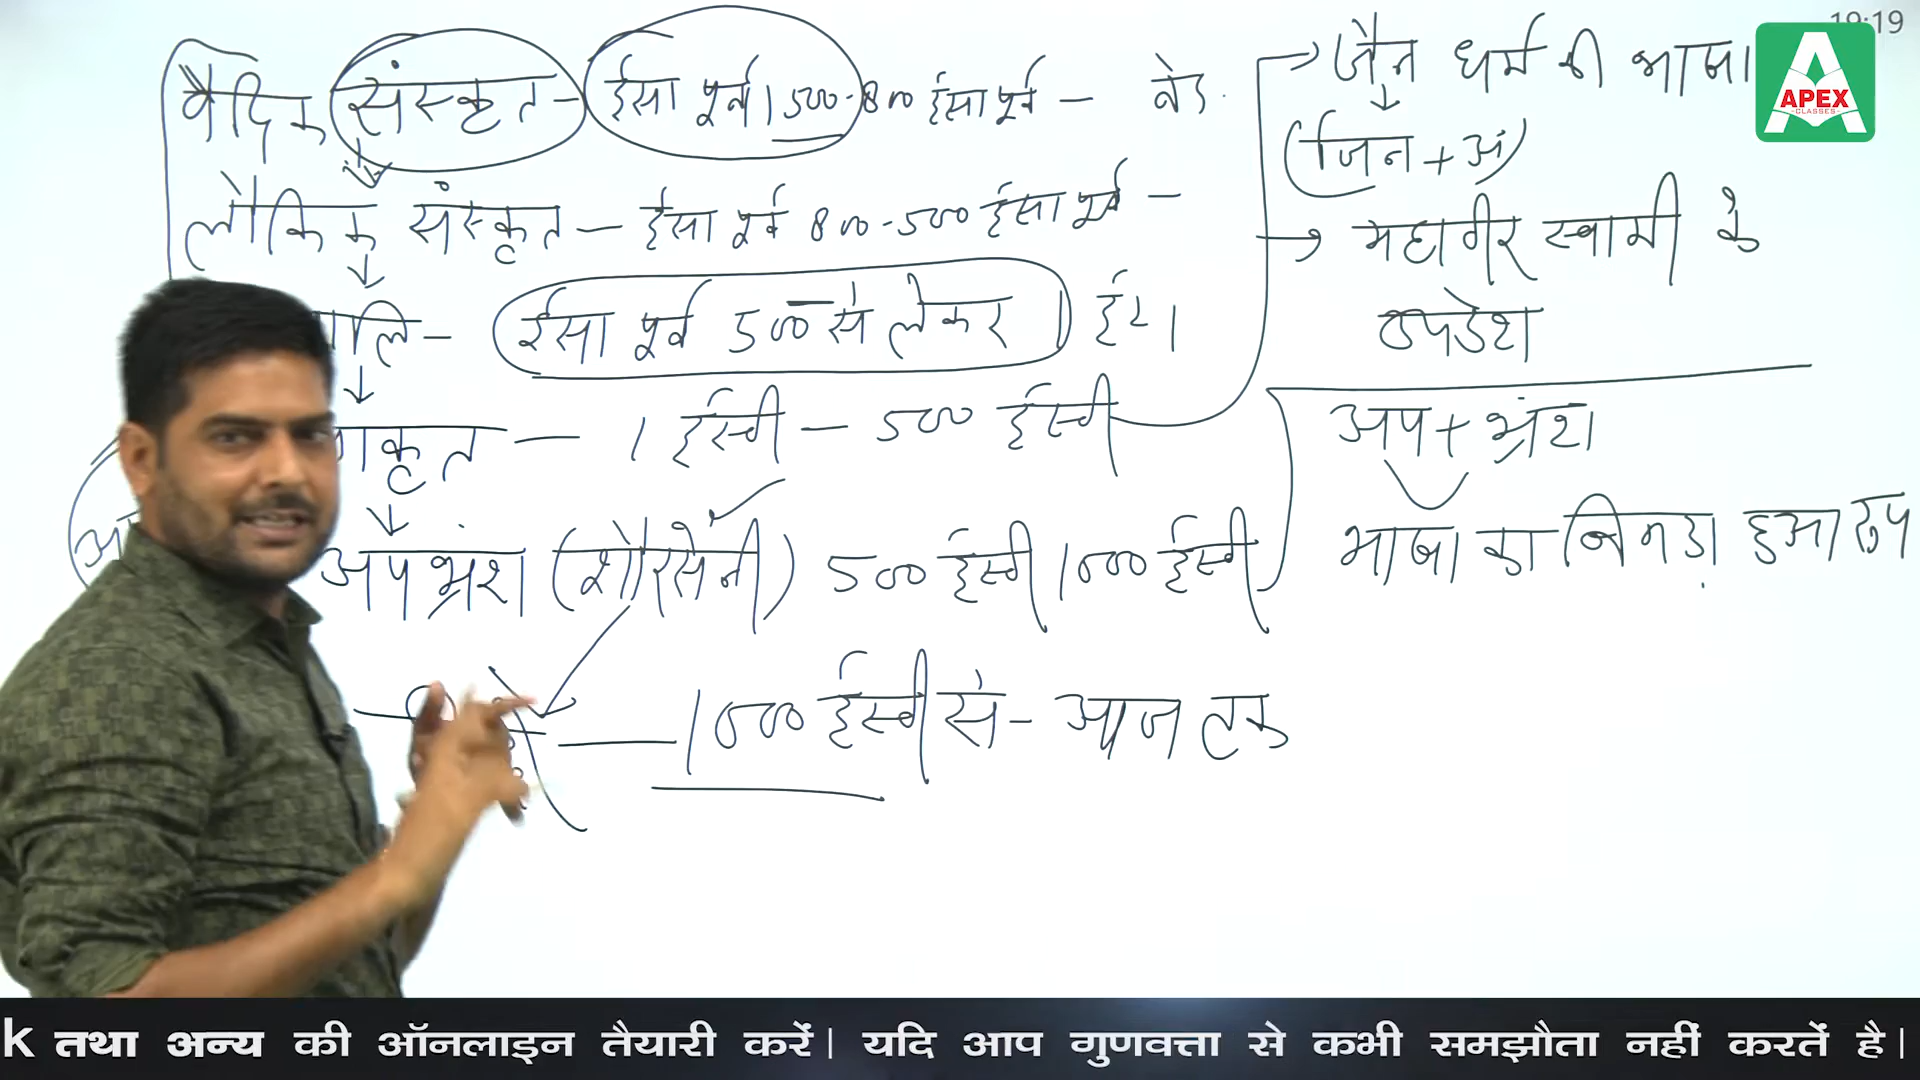 19:19
वैदिक संस्कृत - ईसा पूर्व 1500-800 ईसा पूर्व - वेद
लौकिक संस्कृत - ईसा पूर्व 800-500 ईसा पूर्व -
ालि - ईसा पूर्व 500 से लेकर 1 ई.
ाकृत - 1 ईस्वी - 500 ईस्वी
अपभ्रंश (शौरसेनी) 500 ईस्वी 1000 ईस्वी
1000 ईस्वी से - आज तक
जैन धर्म की भाषा
(जिन + अं)
महावीर स्वामी के
उपदेश
अप + भ्रंश
भाषा का बिगड़ा हुआ रूप
APEX
CLASSES
k तथा अन्य की ऑनलाइन तैयारी करें। यदि आप गुणवत्ता से कभी समझौता नहीं करतें है।